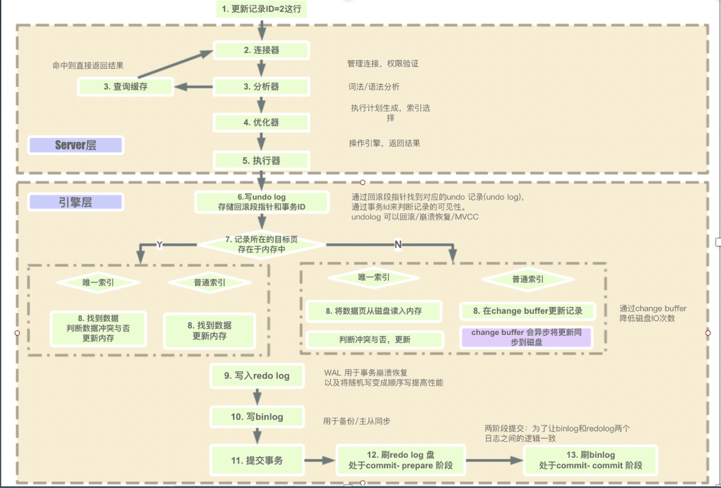 1. 更新记录ID=2这行
2. 连接器
管理连接，权限验证
命中则直接返回结果
3. 查询缓存
3. 分析器
词法/语法分析
4. 优化器
执行计划生成，索引选
择
5. 执行器
操作引擎，返回结果
Server层
引擎层
6.写undo log
存储回滚段指针和事务ID
通过回滚段指针找到对应的undo 记录(undo log),
通过事务Id来判断记录的可见性。
undolog 可以回滚/崩溃恢复/MVCC
7. 记录所在的目标页
存在于内存中
Y
N
唯一索引
普通索引
8. 找到数据
判断数据冲突与否
更新内存
8. 找到数据
更新内存
唯一索引
普通索引
8. 将数据页从磁盘读入内存
判断冲突与否，更新
8. 在change buffer更新记录
change buffer 会异步将更新同
步到磁盘
通过change buffer
降低磁盘IO次数
9. 写入redo log
WAL 用于事务崩溃恢复
以及将随机写变成顺序写提高性能
10. 写binlog
用于备份/主从同步
两阶段提交：为了让binlog和redolog两个
日志之间的逻辑一致
11. 提交事务
12. 刷redo log 盘
处于commit- prepare 阶段
13. 刷binlog
处于commit- commit 阶段